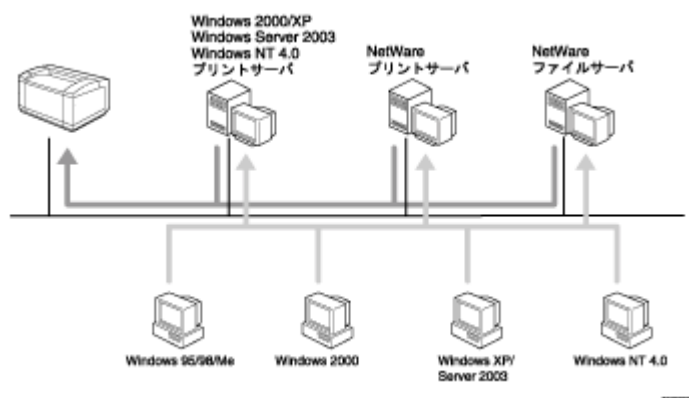 Windows 2000/XP
Windows Server 2003
Windows NT 4.0
プリントサーバ
NetWare
プリントサーバ
NetWare
ファイルサーバ
Windows 95/98/Me
Windows 2000
Windows XP/
Server 2003
Windows NT 4.0